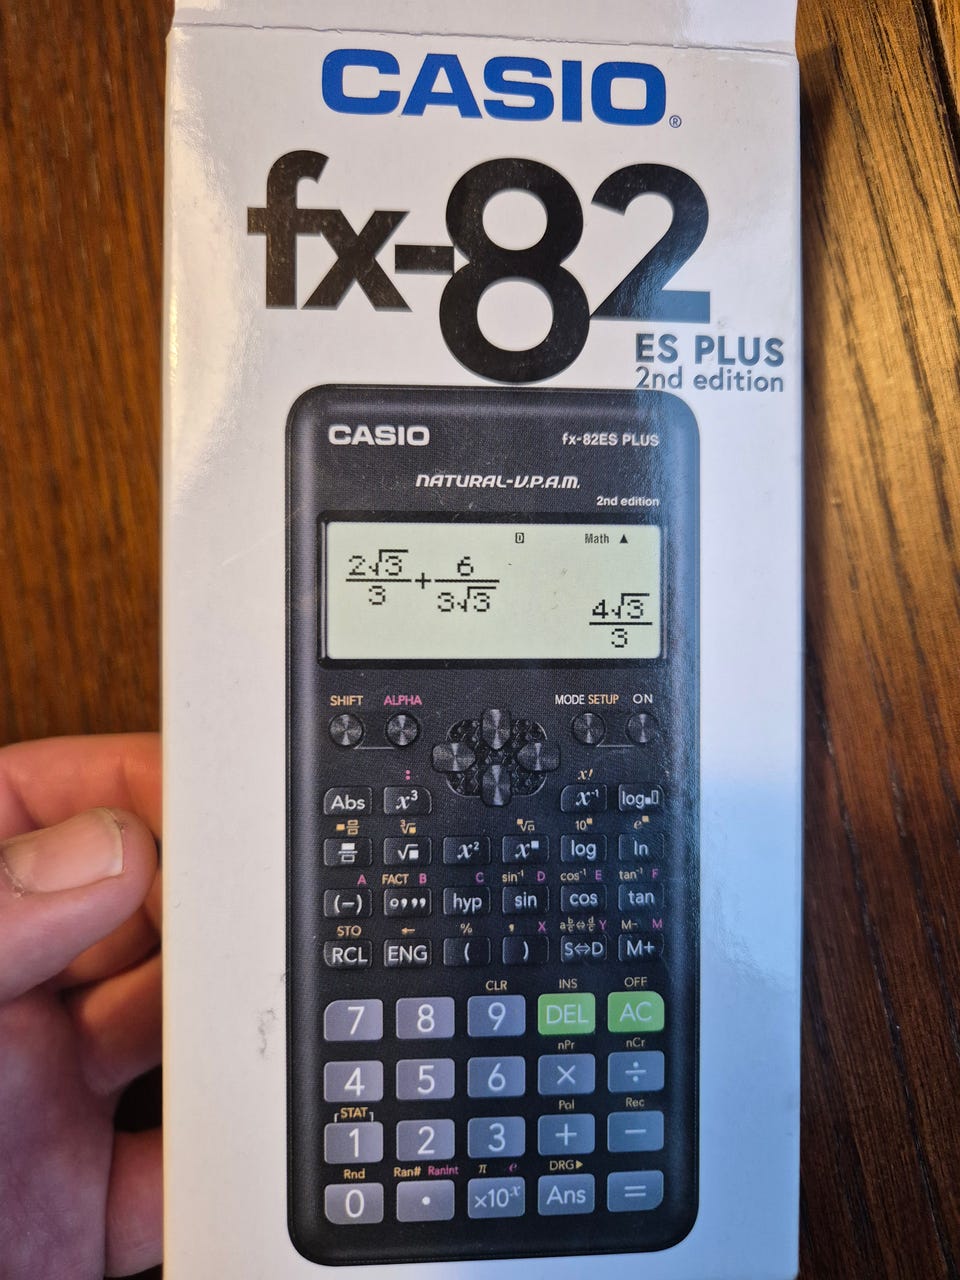 CASIO®
fx-82
ES PLUS
2nd edition
CASIO fx-82ES PLUS
NATURAL-V.P.A.M.
2nd edition
D Math ▲
2√3/3 + 6/3√3
4√3/3
SHIFT ALPHA MODE SETUP ON
: x!
Abs x³ x⁻¹ log▪▯
▪▯/▯ ³√▪ ▪√▯ 10▪ e▪
▪/▯ √▪ x² x▪ log ln
A FACT B C sin⁻¹ D cos⁻¹ E tan⁻¹ F
(−) °,,, hyp sin cos tan
STO ← % , X a b/c⇔d/c Y M− M
RCL ENG ( ) S⇔D M+
CLR INS OFF
7 8 9 DEL AC
nPr nCr
4 5 6 × ÷
STAT Pol Rec
1 2 3 + −
Rnd Ran# RanInt π e DRG▶
0 . ×10ˣ Ans =